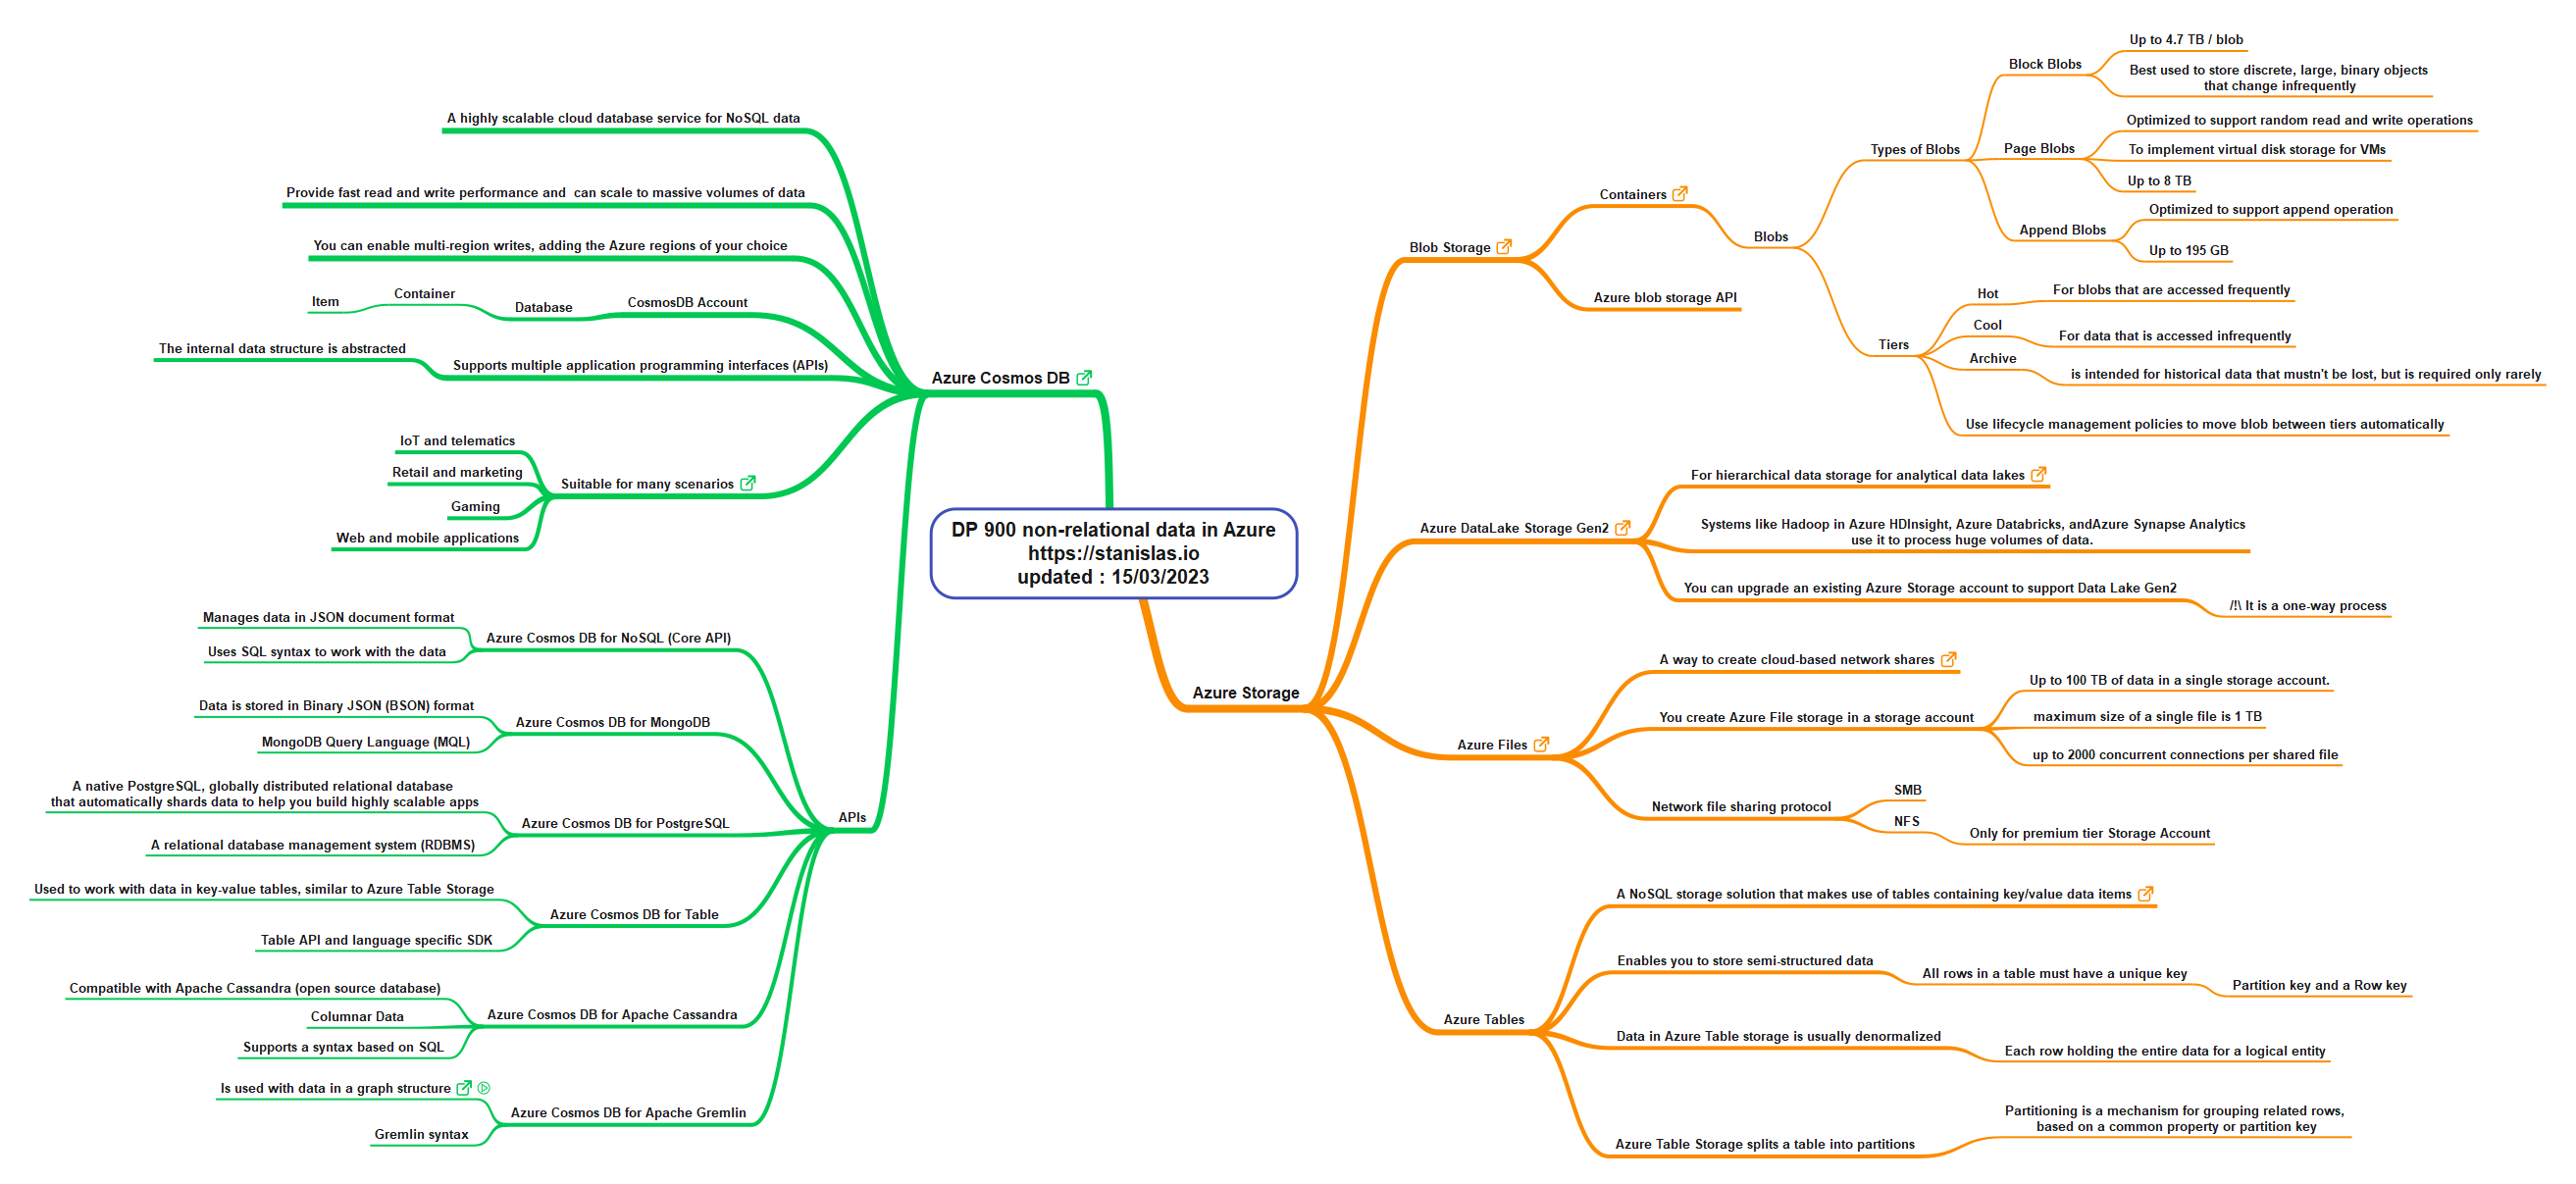 DP 900 non-relational data in Azure
https://stanislas.io
updated : 15/03/2023
Azure Cosmos DB
A highly scalable cloud database service for NoSQL data
Provide fast read and write performance and  can scale to massive volumes of data
You can enable multi-region writes, adding the Azure regions of your choice
CosmosDB Account
Database
Container
Item
Supports multiple application programming interfaces (APIs)
The internal data structure is abstracted
Suitable for many scenarios
IoT and telematics
Retail and marketing
Gaming
Web and mobile applications
APIs
Azure Cosmos DB for NoSQL (Core API)
Manages data in JSON document format
Uses SQL syntax to work with the data
Azure Cosmos DB for MongoDB
Data is stored in Binary JSON (BSON) format
MongoDB Query Language (MQL)
Azure Cosmos DB for PostgreSQL
A native PostgreSQL, globally distributed relational database
that automatically shards data to help you build highly scalable apps
A relational database management system (RDBMS)
Azure Cosmos DB for Table
Used to work with data in key-value tables, similar to Azure Table Storage
Table API and language specific SDK
Azure Cosmos DB for Apache Cassandra
Compatible with Apache Cassandra (open source database)
Columnar Data
Supports a syntax based on SQL
Azure Cosmos DB for Apache Gremlin
Is used with data in a graph structure
Gremlin syntax
Azure Storage
Blob Storage
Containers
Blobs
Types of Blobs
Block Blobs
Up to 4.7 TB / blob
Best used to store discrete, large, binary objects
that change infrequently
Page Blobs
Optimized to support random read and write operations
To implement virtual disk storage for VMs
Up to 8 TB
Append Blobs
Optimized to support append operation
Up to 195 GB
Tiers
Hot
For blobs that are accessed frequently
Cool
For data that is accessed infrequently
Archive
is intended for historical data that mustn't be lost, but is required only rarely
Use lifecycle management policies to move blob between tiers automatically
Azure blob storage API
Azure DataLake Storage Gen2
For hierarchical data storage for analytical data lakes
Systems like Hadoop in Azure HDInsight, Azure Databricks, andAzure Synapse Analytics
use it to process huge volumes of data.
You can upgrade an existing Azure Storage account to support Data Lake Gen2
/!\ It is a one-way process
Azure Files
A way to create cloud-based network shares
You create Azure File storage in a storage account
Up to 100 TB of data in a single storage account.
maximum size of a single file is 1 TB
up to 2000 concurrent connections per shared file
Network file sharing protocol
SMB
NFS
Only for premium tier Storage Account
Azure Tables
A NoSQL storage solution that makes use of tables containing key/value data items
Enables you to store semi-structured data
All rows in a table must have a unique key
Partition key and a Row key
Data in Azure Table storage is usually denormalized
Each row holding the entire data for a logical entity
Azure Table Storage splits a table into partitions
Partitioning is a mechanism for grouping related rows,
based on a common property or partition key